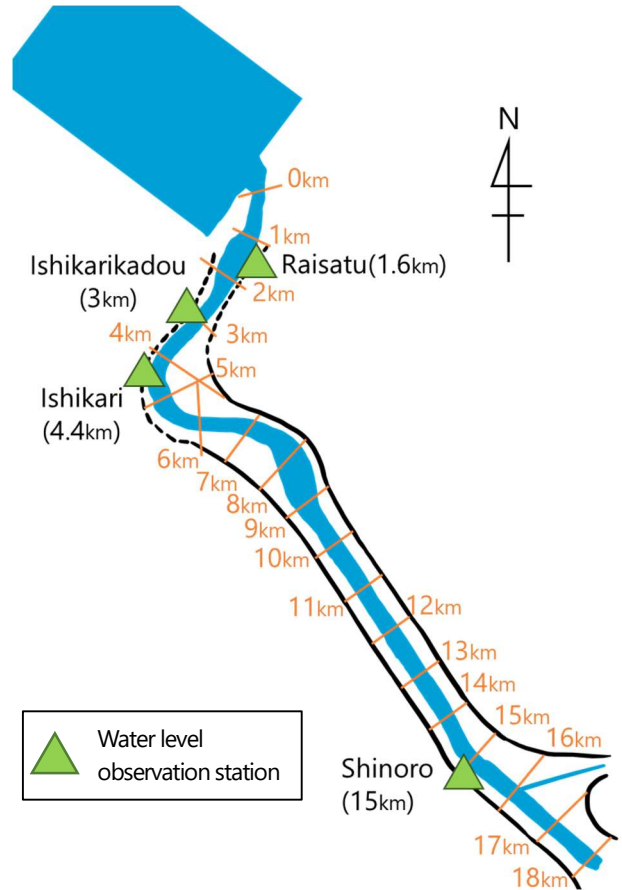 N
0km
1km
Ishikarikadou
(3km)
Raisatu(1.6km)
2km
3km
4km
5km
Ishikari
(4.4km)
6km
7km
8km
9km
10km
11km
12km
13km
14km
15km
16km
Shinoro
(15km)
17km
18km
Water level
observation station